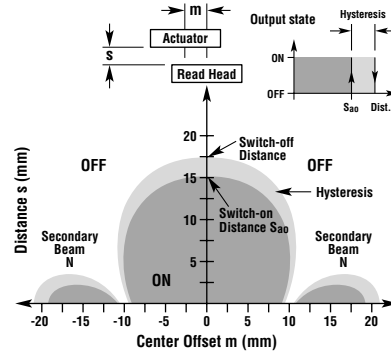 m
Actuator
S
Read Head
Output state
Hysteresis
ON
OFF
SAO
Dist.
Distance s (mm)
20
15
10
5
0
OFF
OFF
Switch-off
Distance
Hysteresis
Switch-on
Distance SAO
Secondary
Beam
N
Secondary
Beam
N
ON
-20 -15 -10 -5 0 5 10 15 20
Center Offset m (mm)